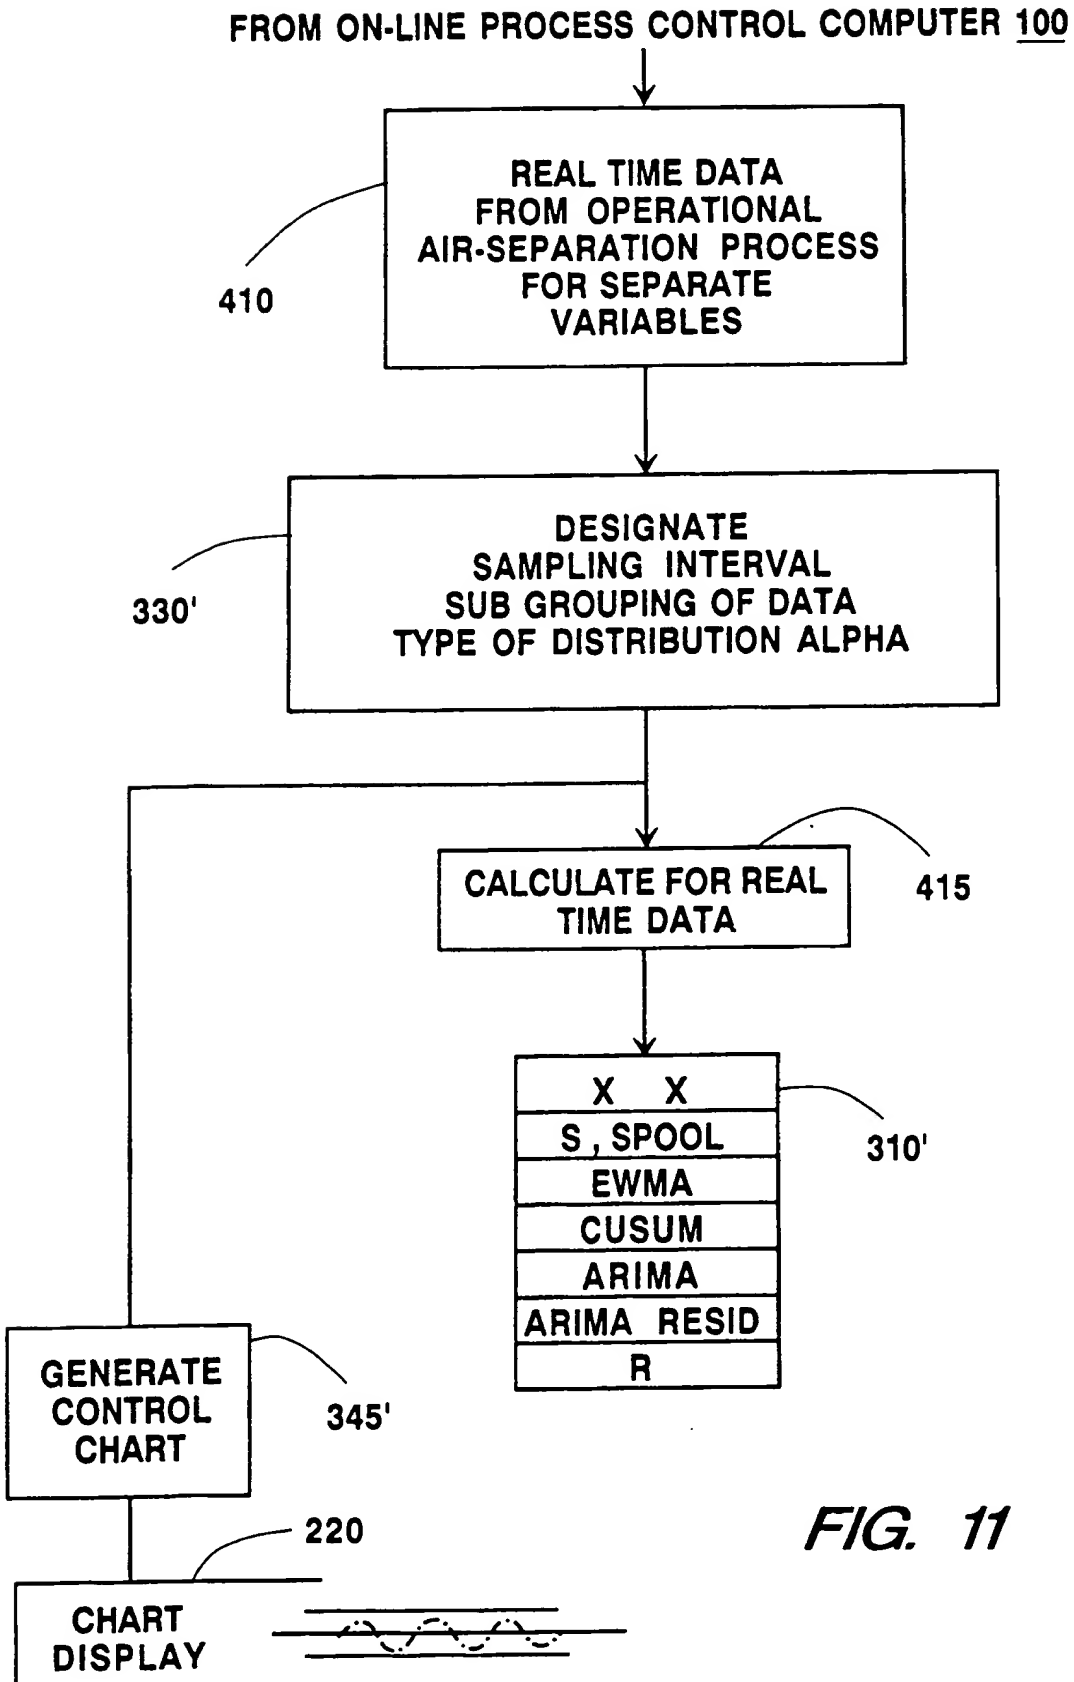 FROM ON-LINE PROCESS CONTROL COMPUTER 100
REAL TIME DATA
FROM OPERATIONAL
AIR-SEPARATION PROCESS
FOR SEPARATE
VARIABLES
410
DESIGNATE
SAMPLING INTERVAL
SUB GROUPING OF DATA
TYPE OF DISTRIBUTION ALPHA
330'
CALCULATE FOR REAL
TIME DATA
415
X X
S, SPOOL
EWMA
CUSUM
ARIMA
ARIMA RESID
R
310'
GENERATE
CONTROL
CHART
345'
220
CHART
DISPLAY
FIG. 11